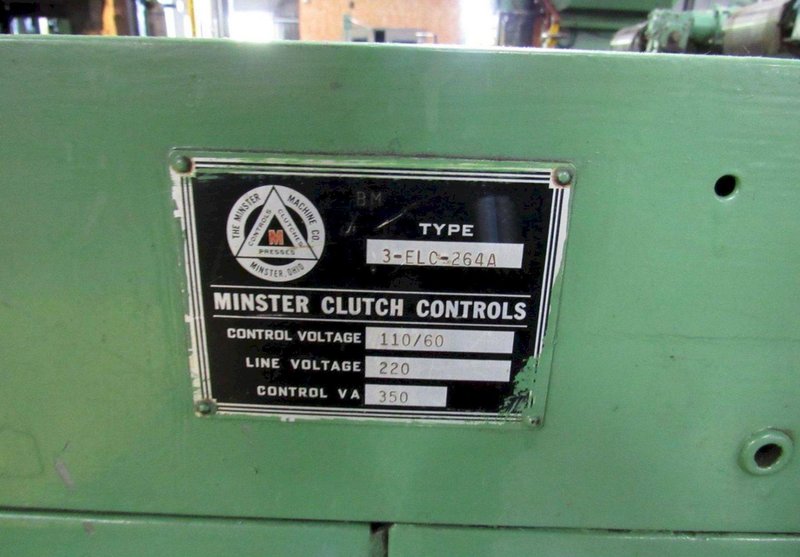 BM
THE MINSTER MACHINE CO.
CONTROLS CLUTCHES
M
PRESSES
MINSTER, OHIO
TYPE
3-ELC-264A
MINSTER CLUTCH CONTROLS
CONTROL VOLTAGE 110/60
LINE VOLTAGE 220
CONTROL VA 350